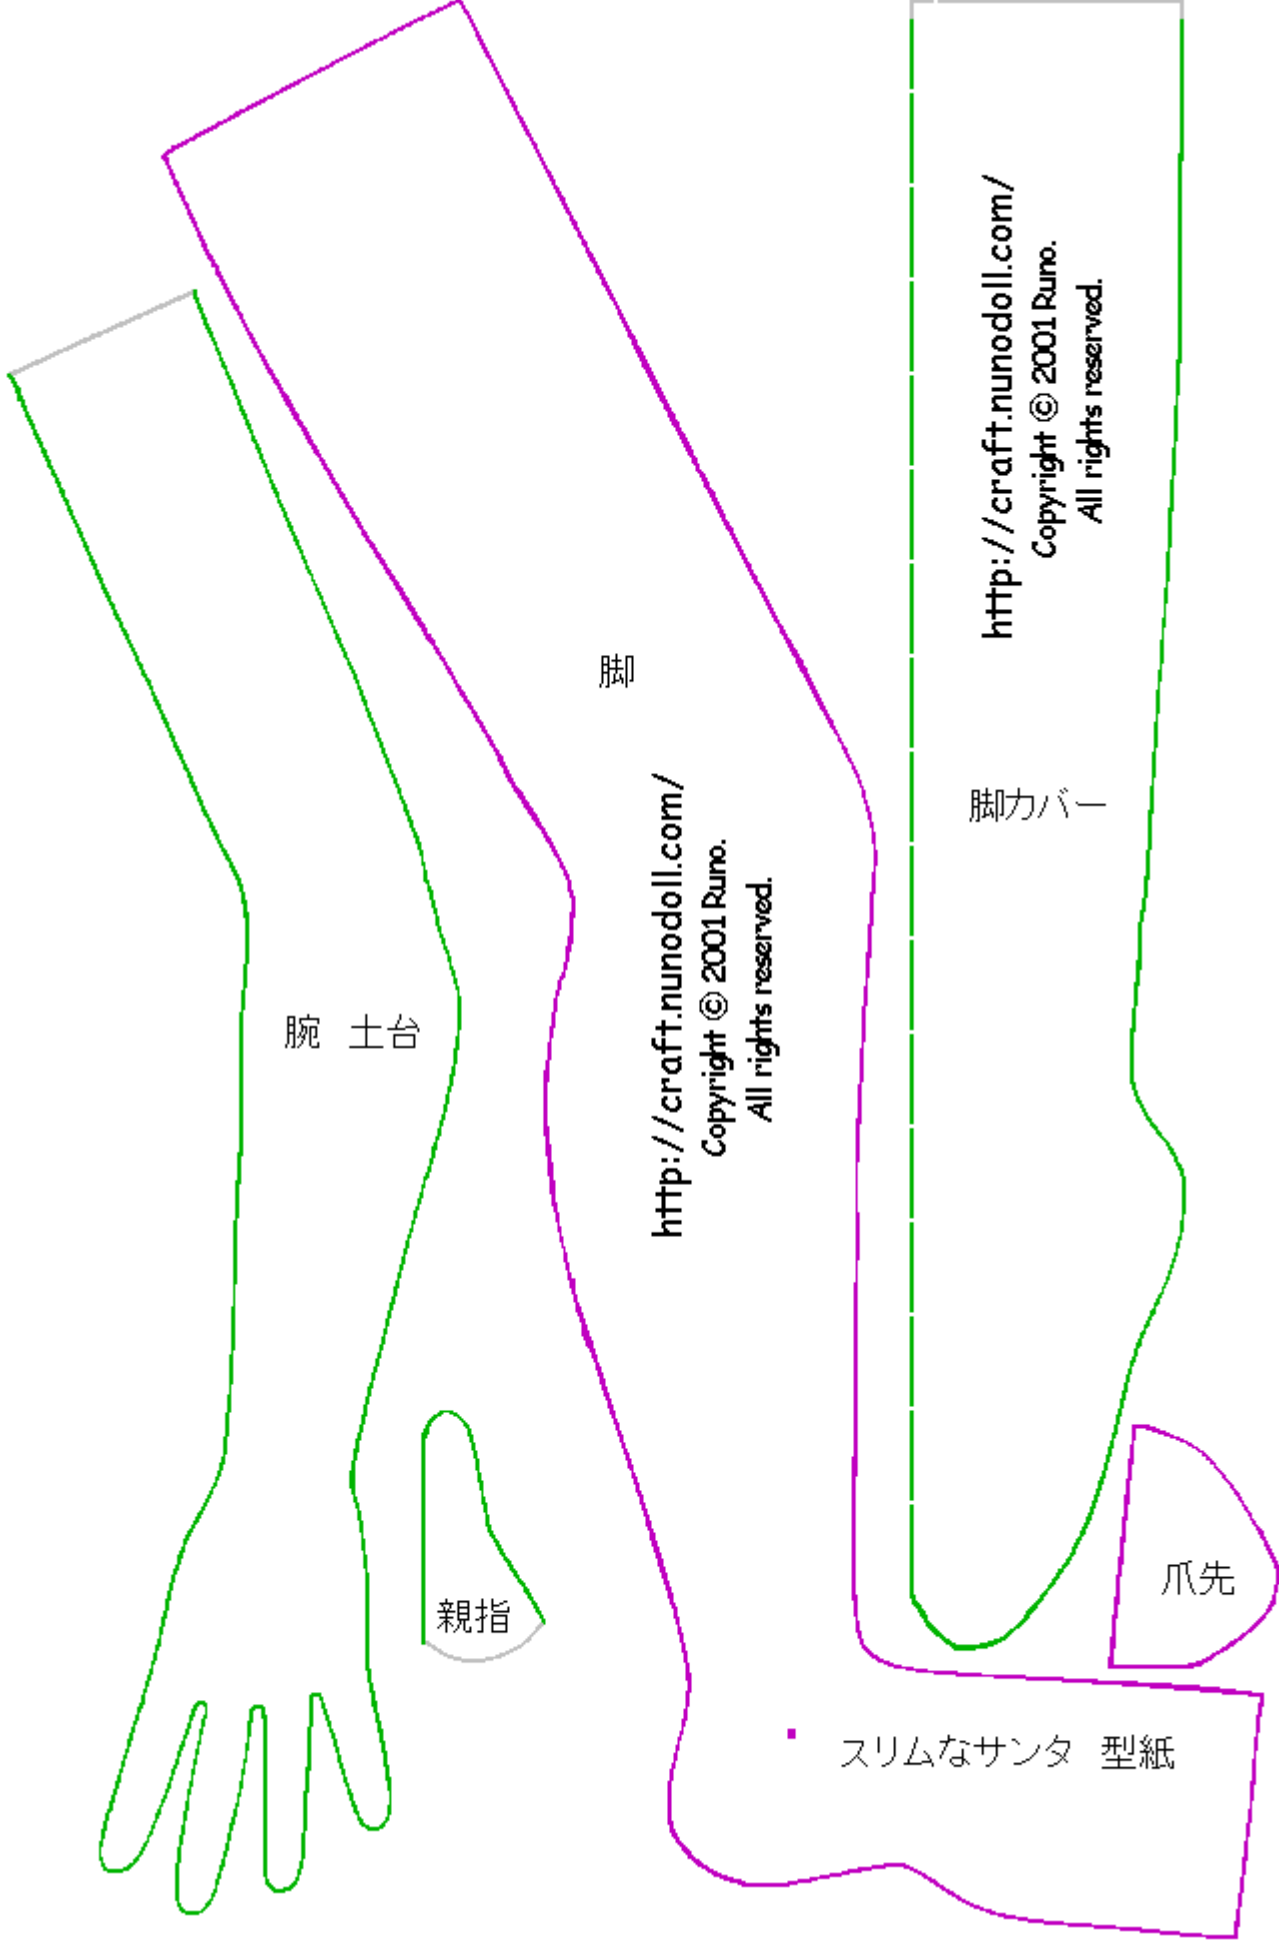 http://craft.nunodoll.com/
Copyright © 2001 Runo.
All rights reserved.
脚
脚カバー
http://craft.nunodoll.com/
Copyright © 2001 Runo.
All rights reserved.
腕 土台
親指
爪先
スリムなサンタ 型紙